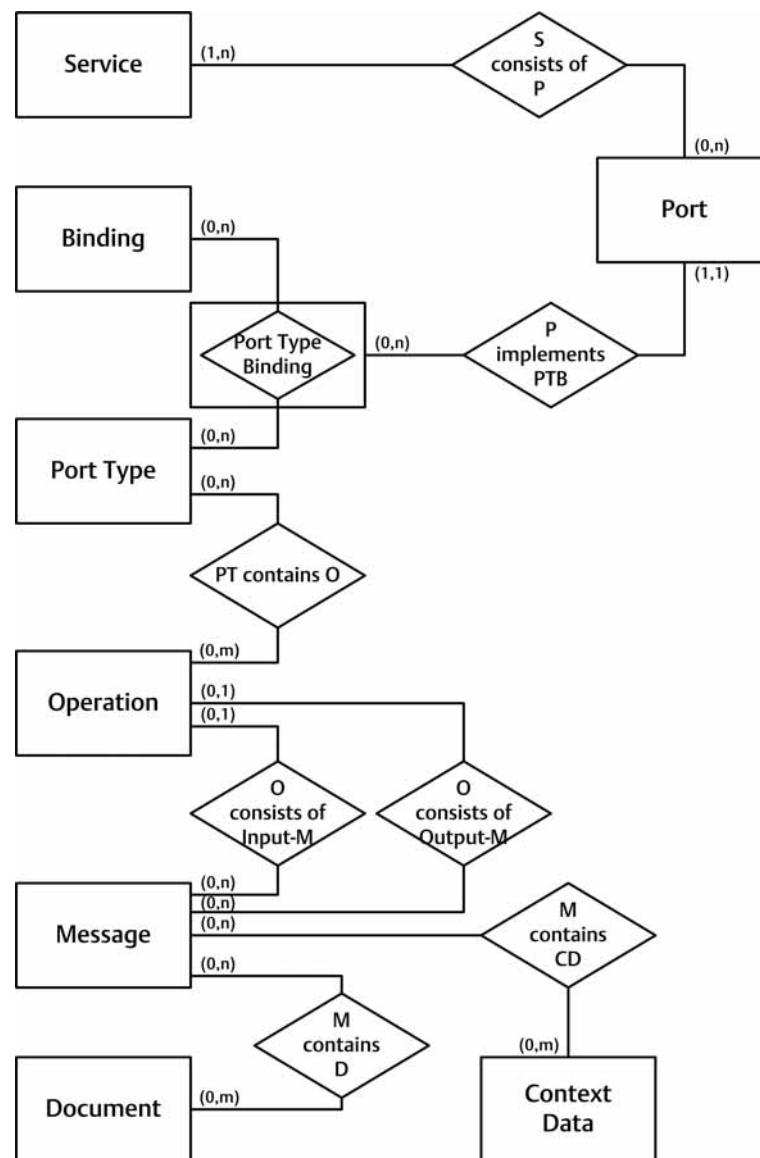 Service
(1,n)
S
consists of
P
(0,n)
Port
(1,1)
Binding
(0,n)
Port Type
Binding
(0,n)
P
implements
PTB
(0,n)
Port Type
(0,n)
PT contains O
(0,m)
Operation
(0,1)
(0,1)
O
consists of
Input-M
O
consists of
Output-M
(0,n)
(0,n)
(0,n)
Message
(0,n)
M
contains
CD
M
contains
D
(0,m)
Document
(0,m)
Context
Data